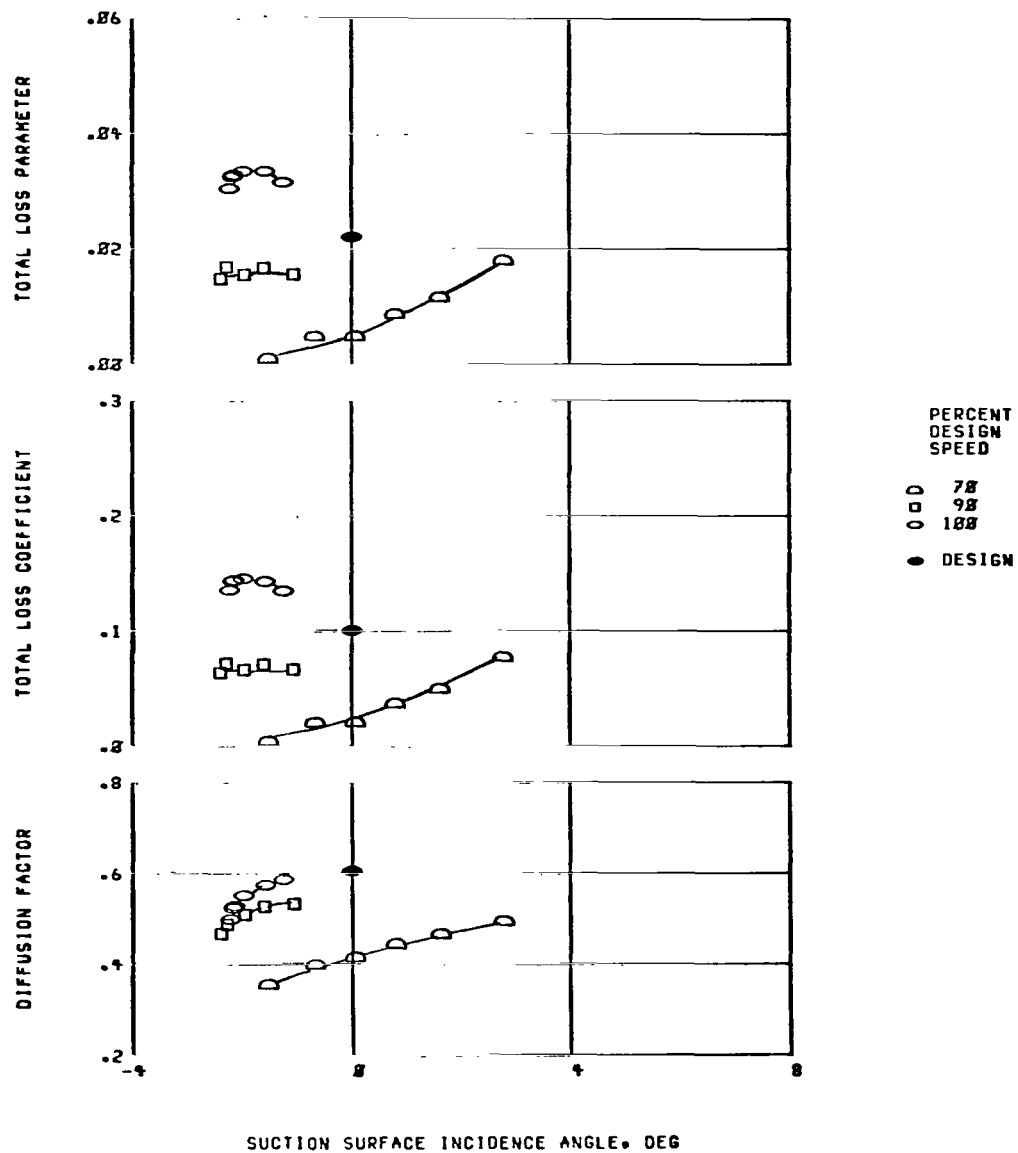 .06
.04
.02
.00
TOTAL LOSS PARAMETER
.3
.2
.1
.0
TOTAL LOSS COEFFICIENT
PERCENT
DESIGN
SPEED
70
90
100
DESIGN
.8
.6
.4
.2
DIFFUSION FACTOR
-4
0
4
8
SUCTION SURFACE INCIDENCE ANGLE. DEG